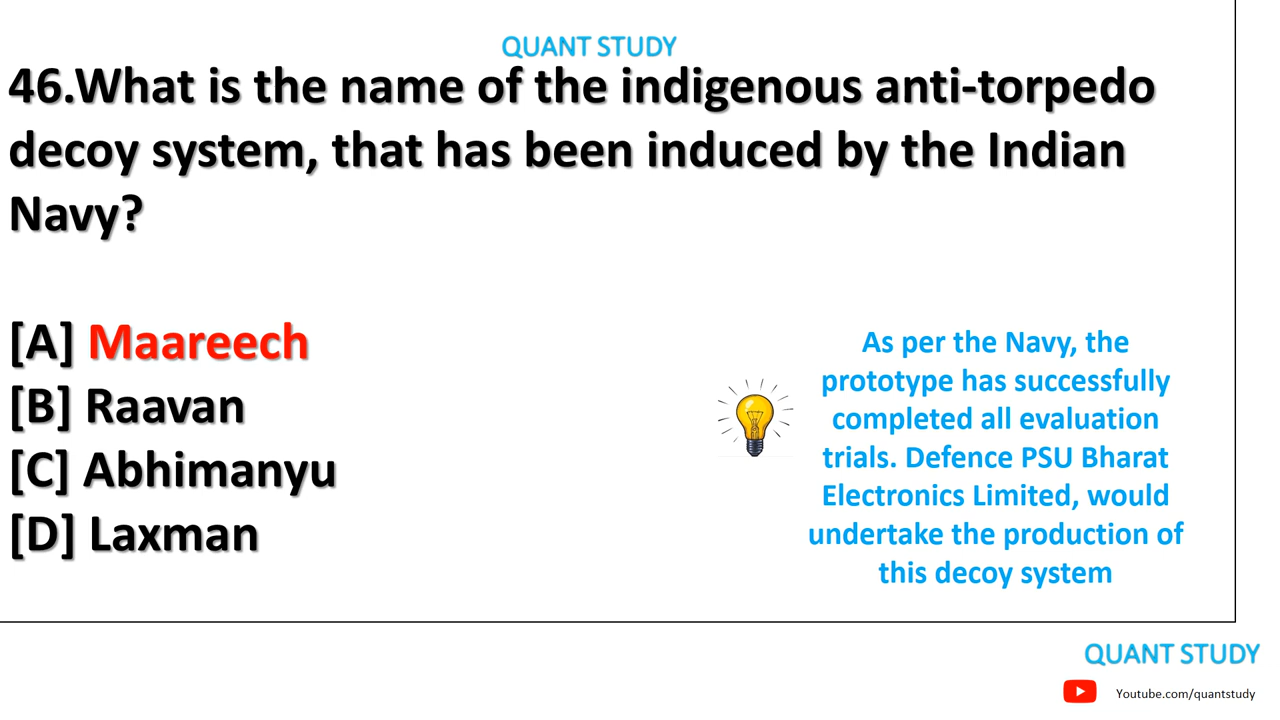 QUANT STUDY
46.What is the name of the indigenous anti-torpedo
decoy system, that has been induced by the Indian
Navy?
[A] Maareech
[B] Raavan
[C] Abhimanyu
[D] Laxman
As per the Navy, the
prototype has successfully
completed all evaluation
trials. Defence PSU Bharat
Electronics Limited, would
undertake the production of
this decoy system
QUANT STUDY
Youtube.com/quantstudy